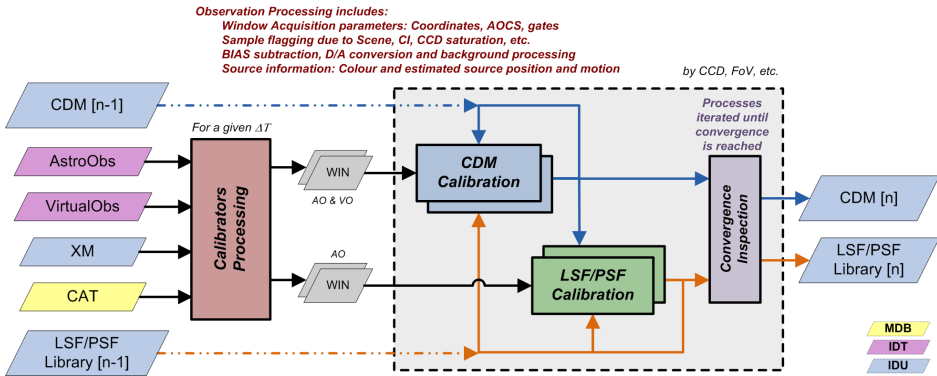 Observation Processing includes:
Window Acquisition parameters: Coordinates, AOCS, gates
Sample flagging due to Scene, CI, CCD saturation, etc.
BIAS subtraction, D/A conversion and background processing
Source information: Colour and estimated source position and motion
by CCD, FoV, etc.
CDM [n-1]
For a given ΔT
Processes
iterated until
convergence
is reached
AstroObs
VirtualObs
XM
CAT
LSF/PSF
Library [n-1]
Calibrators
Processing
WIN
AO & VO
AO
WIN
CDM
Calibration
LSF/PSF
Calibration
Convergence
Inspection
CDM [n]
LSF/PSF
Library [n]
MDB
IDT
IDU